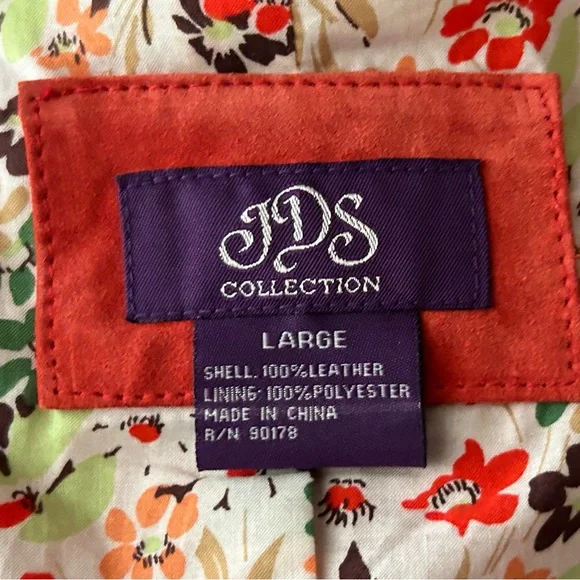 JDS
COLLECTION
LARGE
SHELL. 100%LEATHER
LINING: 100%POLYESTER
MADE IN CHINA
R/N 90178